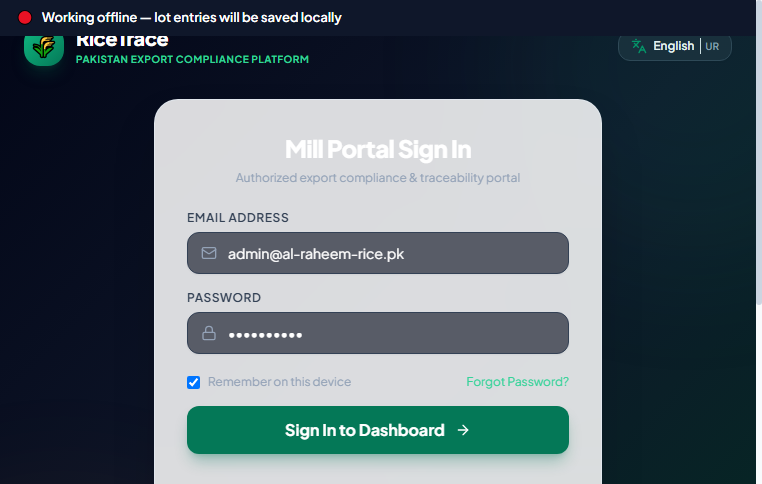 Working offline — lot entries will be saved locally
RiceTrace
PAKISTAN EXPORT COMPLIANCE PLATFORM
English | UR
Mill Portal Sign In
Authorized export compliance & traceability portal
EMAIL ADDRESS
admin@al-raheem-rice.pk
PASSWORD
••••••••••
Remember on this device
Forgot Password?
Sign In to Dashboard →